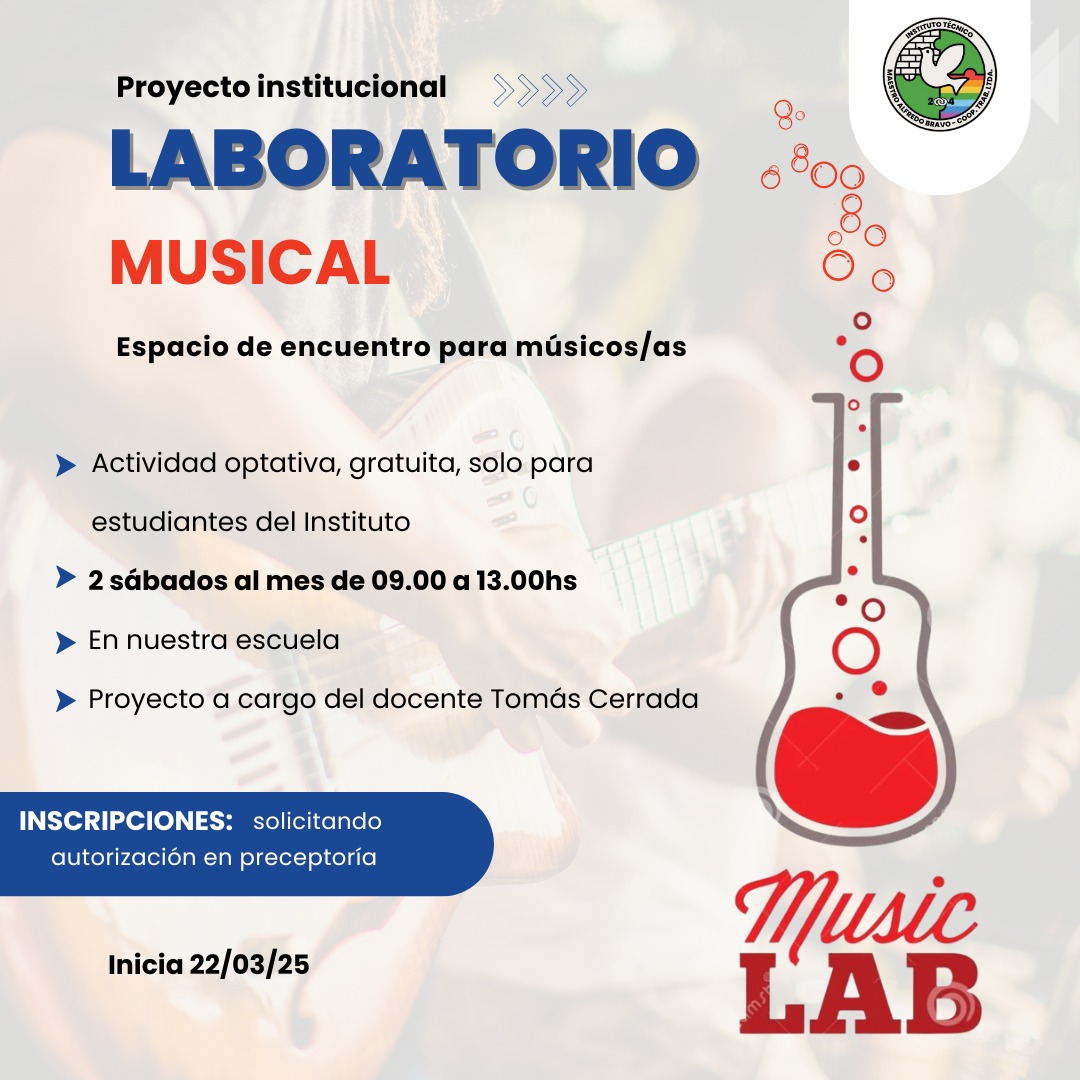 INSTITUTO TÉCNICO
MAESTRO ALFREDO BRAVO - COOP. TRAB. LTDA.
Proyecto institucional
LABORATORIO
MUSICAL
Espacio de encuentro para músicos/as
Actividad optativa, gratuita, solo para
estudiantes del Instituto
2 sábados al mes de 09.00 a 13.00hs
En nuestra escuela
Proyecto a cargo del docente Tomás Cerrada
INSCRIPCIONES: solicitando
autorización en preceptoría
Inicia 22/03/25
Music
LAB